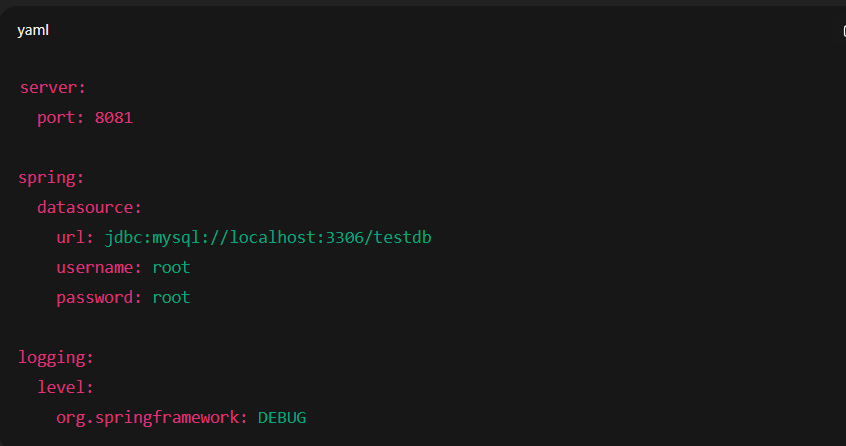 yaml
server:
  port: 8081
spring:
  datasource:
    url: jdbc:mysql://localhost:3306/testdb
    username: root
    password: root
logging:
  level:
    org.springframework: DEBUG